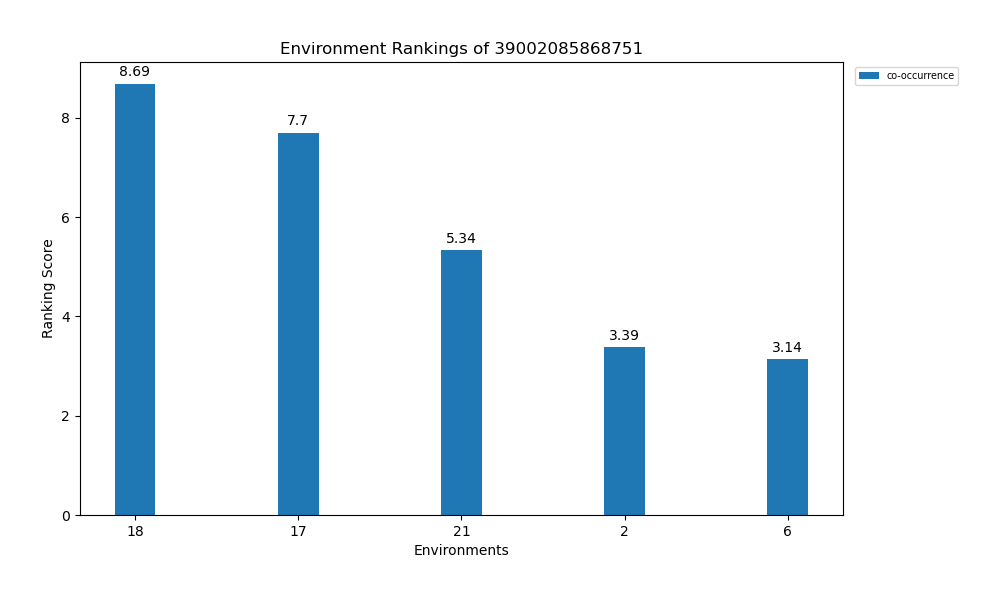 Environment Rankings of 39002085868751
co-occurrence
8.69
7.7
5.34
3.39
3.14
Ranking Score
8
6
4
2
0
18 17 21 2 6
Environments